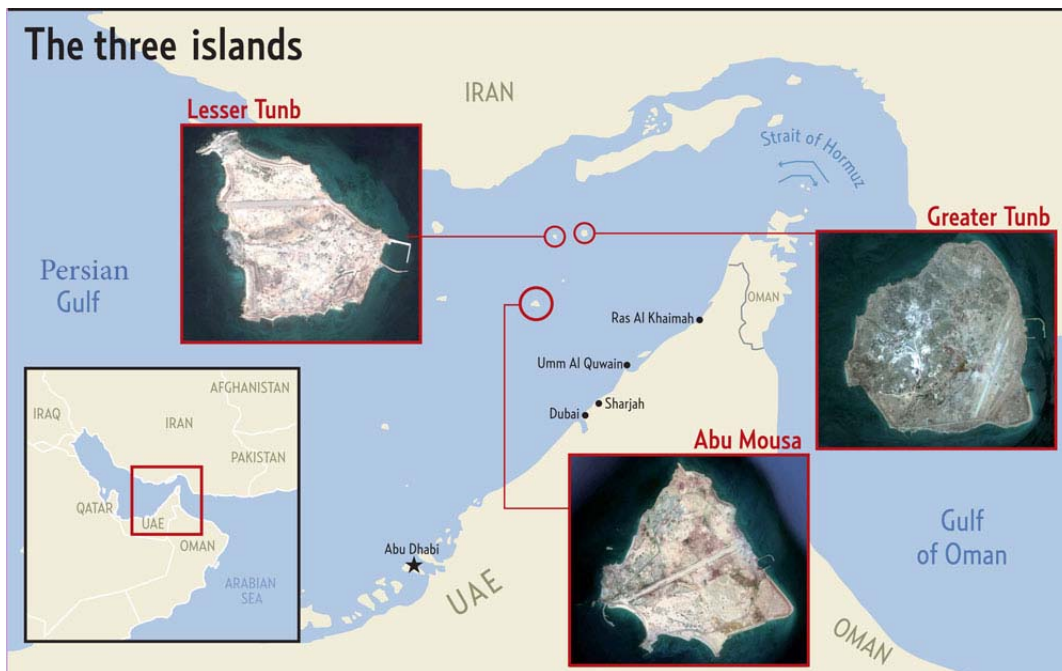 The three islands
IRAN
Lesser Tunb
Strait of Hormuz
Greater Tunb
Persian
Gulf
OMAN
Ras Al Khaimah
Umm Al Quwain
Sharjah
Dubai
Abu Mousa
AFGHANISTAN
IRAQ
IRAN
PAKISTAN
QATAR
UAE
OMAN
ARABIAN
SEA
Abu Dhabi
UAE
Gulf
of Oman
OMAN